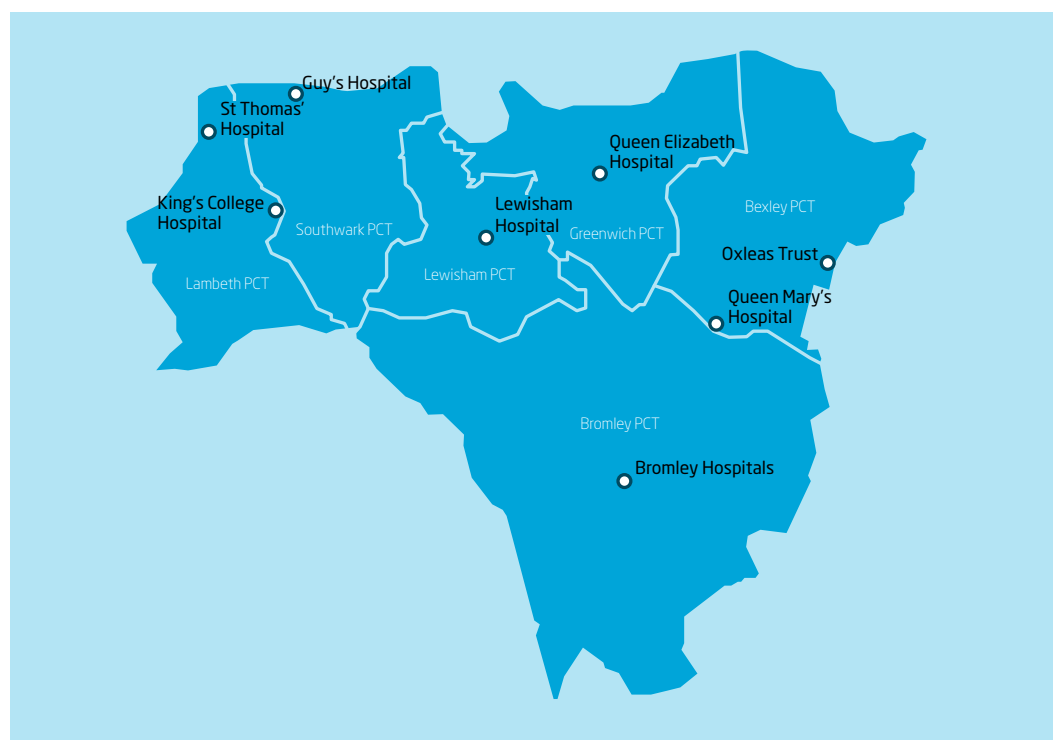 Guy's Hospital
St Thomas'
Hospital
Queen Elizabeth
Hospital
King's College
Hospital
Lewisham
Hospital
Bexley PCT
Southwark PCT
Greenwich PCT
Oxleas Trust
Lewisham PCT
Lambeth PCT
Queen Mary's
Hospital
Bromley PCT
Bromley Hospitals